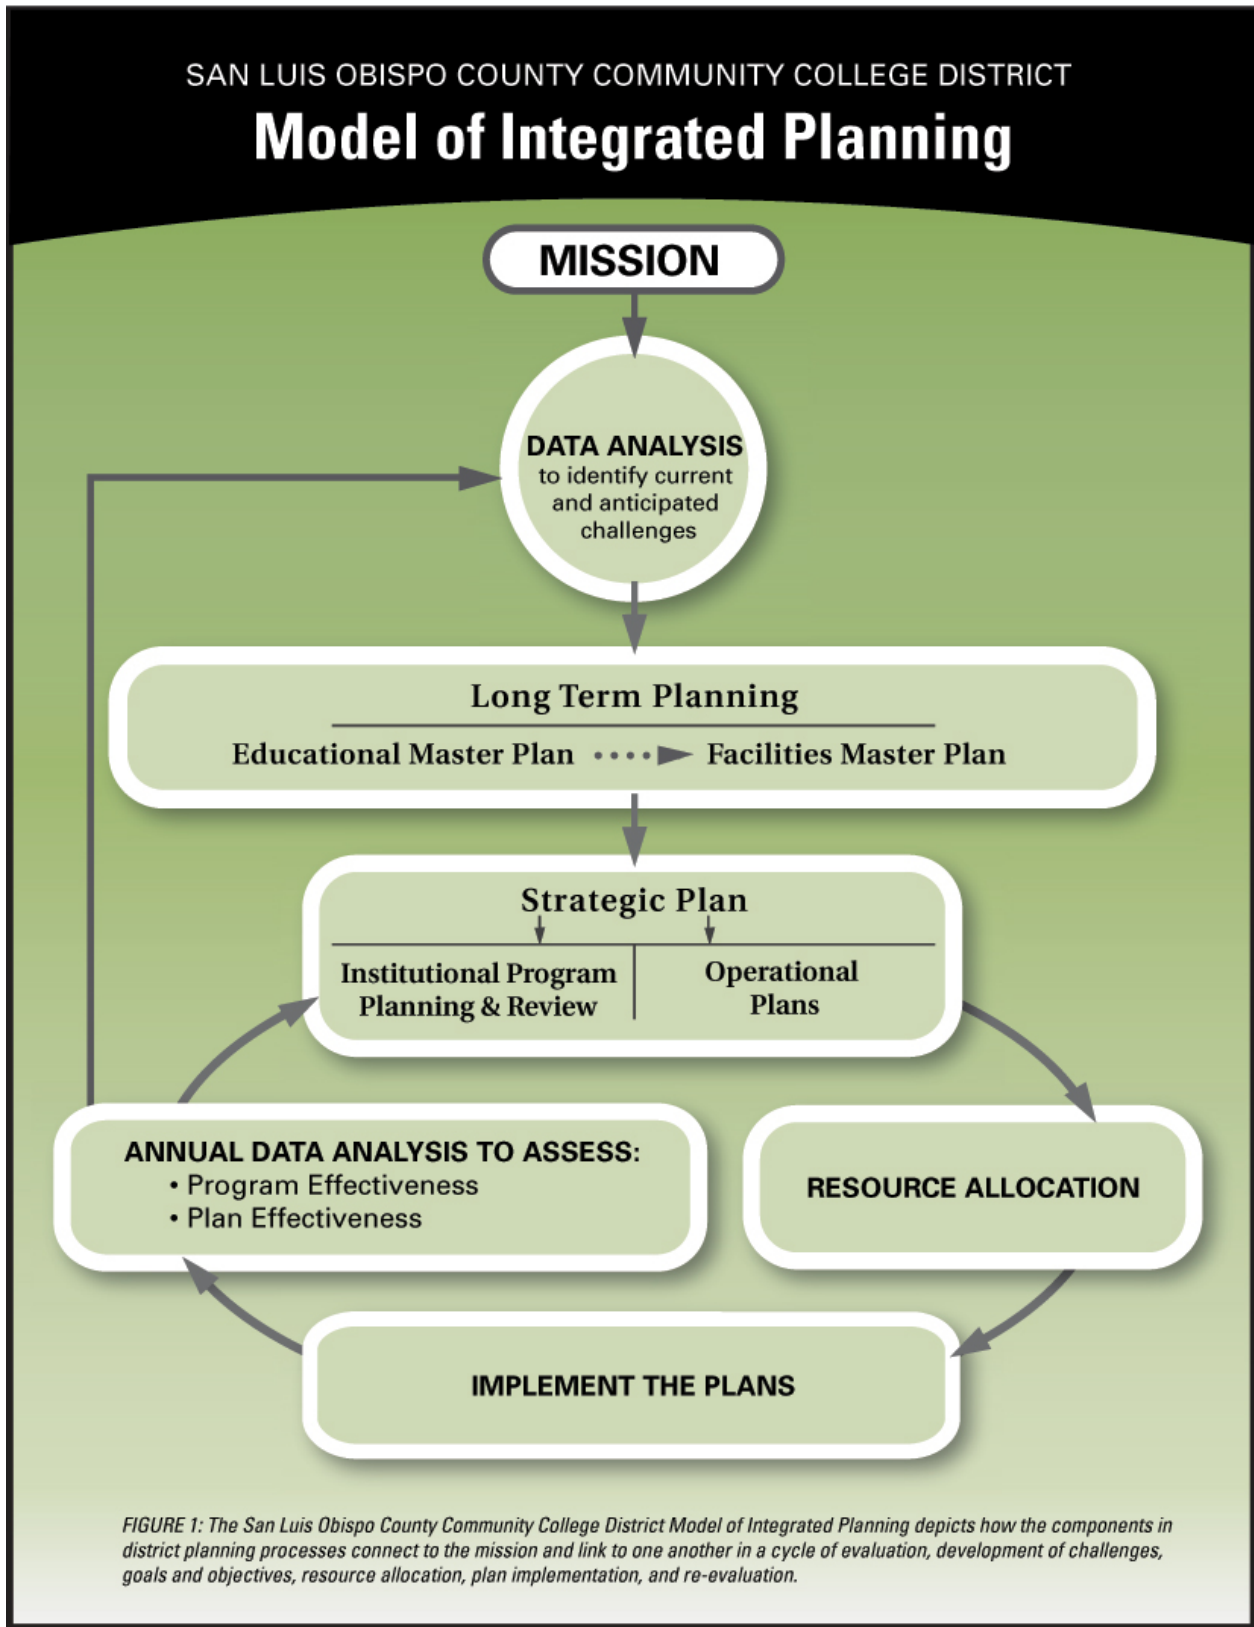 SAN LUIS OBISPO COUNTY COMMUNITY COLLEGE DISTRICT
Model of Integrated Planning
MISSION
DATA ANALYSIS
to identify current
and anticipated
challenges
Long Term Planning
Educational Master Plan Facilities Master Plan
Strategic Plan
Institutional Program
Planning & Review
Operational
Plans
ANNUAL DATA ANALYSIS TO ASSESS:
• Program Effectiveness
• Plan Effectiveness
RESOURCE ALLOCATION
IMPLEMENT THE PLANS
FIGURE 1: The San Luis Obispo County Community College District Model of Integrated Planning depicts how the components in
district planning processes connect to the mission and link to one another in a cycle of evaluation, development of challenges,
goals and objectives, resource allocation, plan implementation, and re-evaluation.